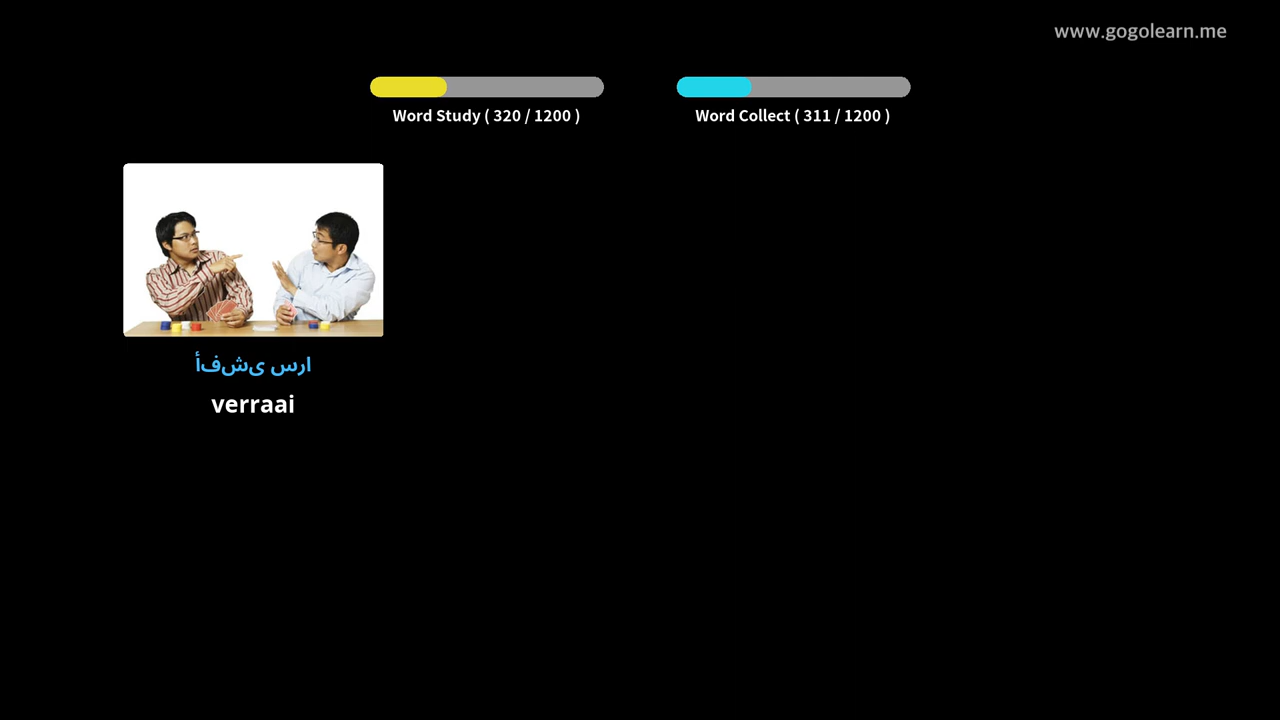 www.gogolearn.me
Word Study ( 320 / 1200 )
Word Collect ( 311 / 1200 )
ارس ىشفأ
verraai